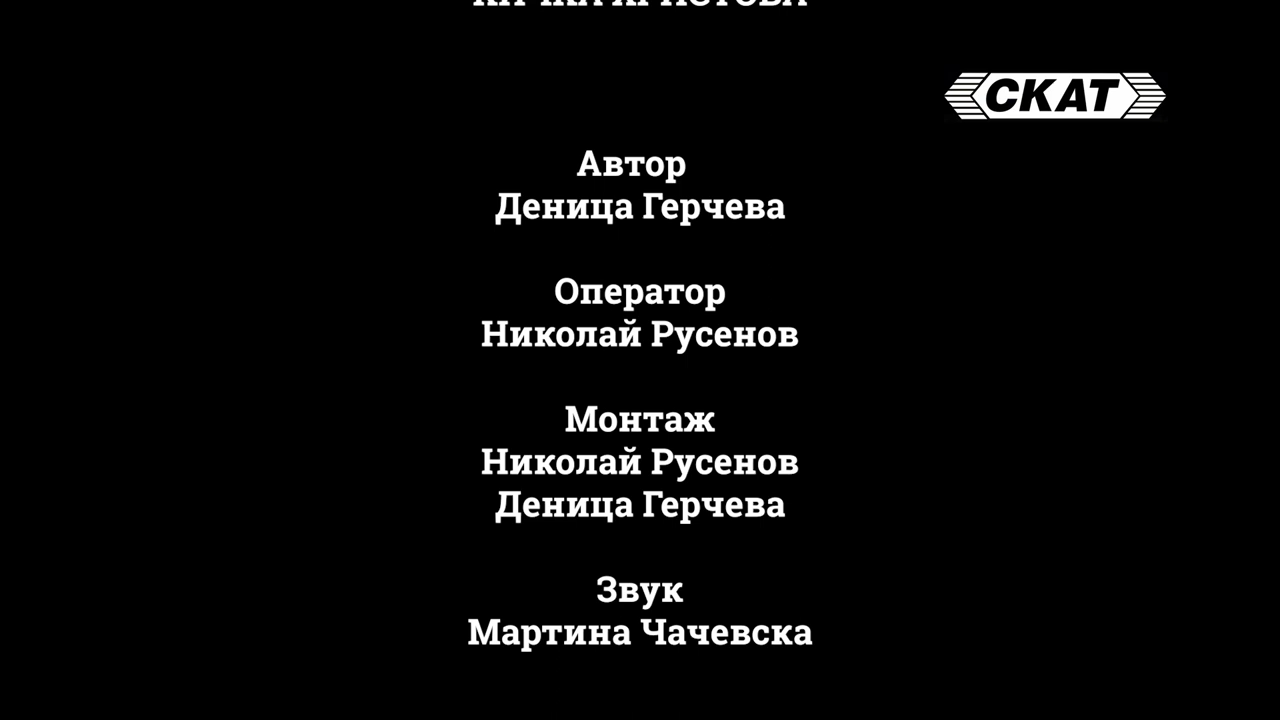 СКАТ
Автор
Деница Герчева
Оператор
Николай Русенов
Монтаж
Николай Русенов
Деница Герчева
Звук
Мартина Чачевска